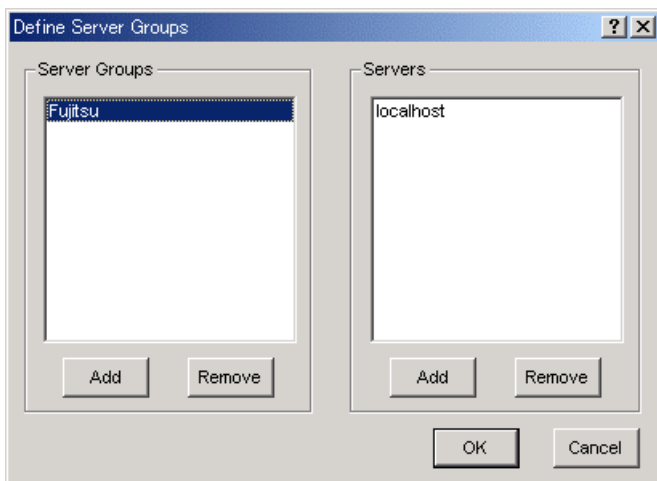 Define Server Groups
Server Groups
Fujitsu
Add
Remove
Servers
localhost
Add
Remove
OK
Cancel